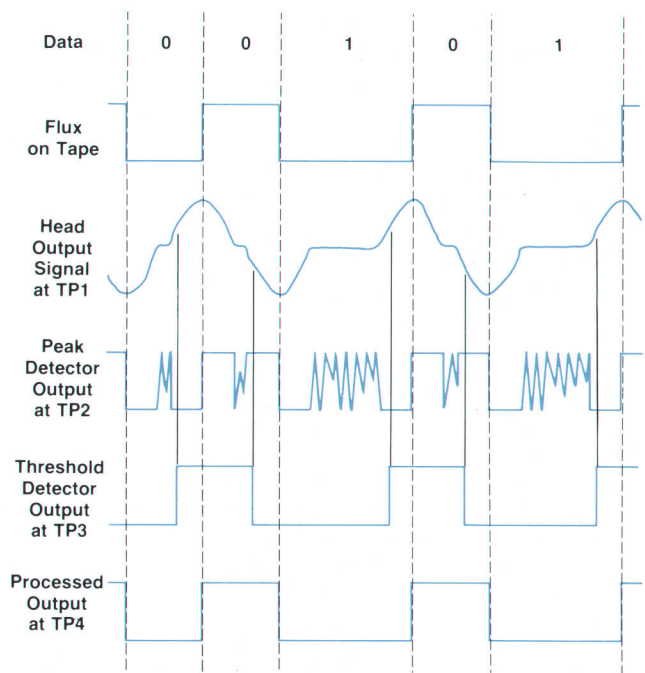 Data 0 0 1 0 1
Flux
on Tape
Head
Output
Signal
at TP1
Peak
Detector
Output
at TP2
Threshold
Detector
Output
at TP3
Processed
Output
at TP4